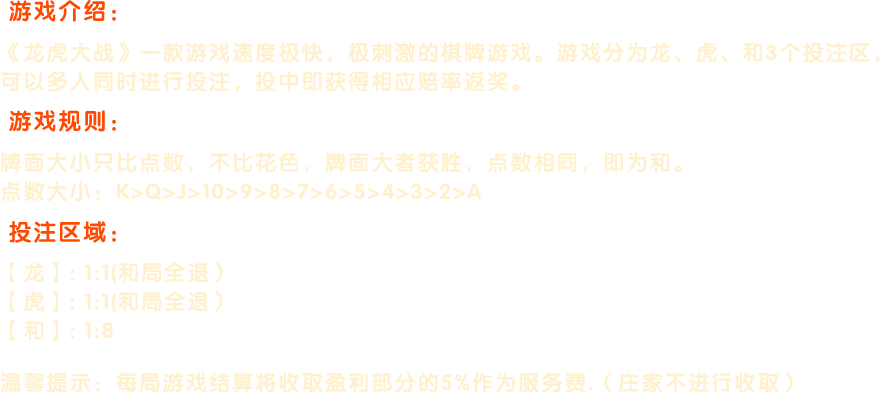 游戏介绍：
《龙虎大战》一款游戏速度极快，极刺激的棋牌游戏。游戏分为龙、虎、和3个投注区，
可以多人同时进行投注，投中即获得相应赔率返奖。
游戏规则：
牌面大小只比点数，不比花色，牌面大者获胜，点数相同，即为和。
点数大小：K>Q>J>10>9>8>7>6>5>4>3>2>A
投注区域：
【龙】: 1:1(和局全退）
【虎】: 1:1(和局全退）
【和】: 1:8
温馨提示：每局游戏结算将收取盈利部分的5%作为服务费.（庄家不进行收取）